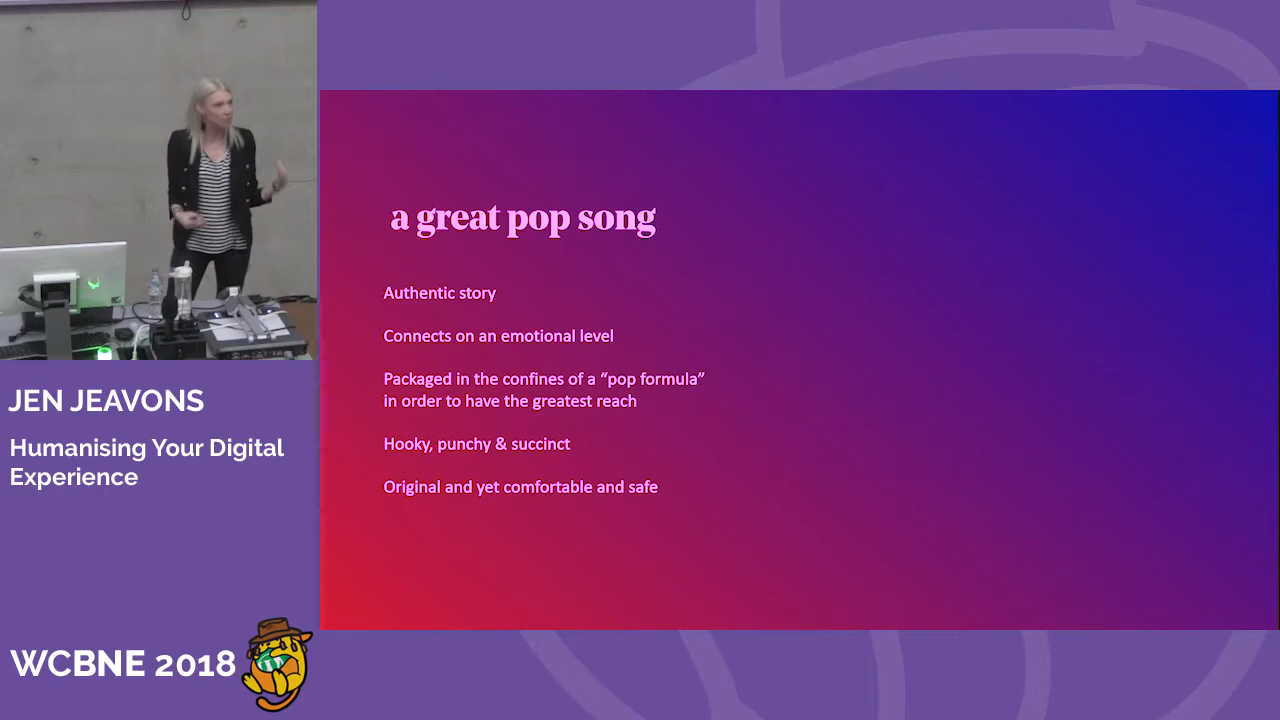 JEN JEAVONS
Humanising Your Digital
Experience
WCBNE 2018
a great pop song
Authentic story
Connects on an emotional level
Packaged in the confines of a “pop formula”
in order to have the greatest reach
Hooky, punchy & succinct
Original and yet comfortable and safe